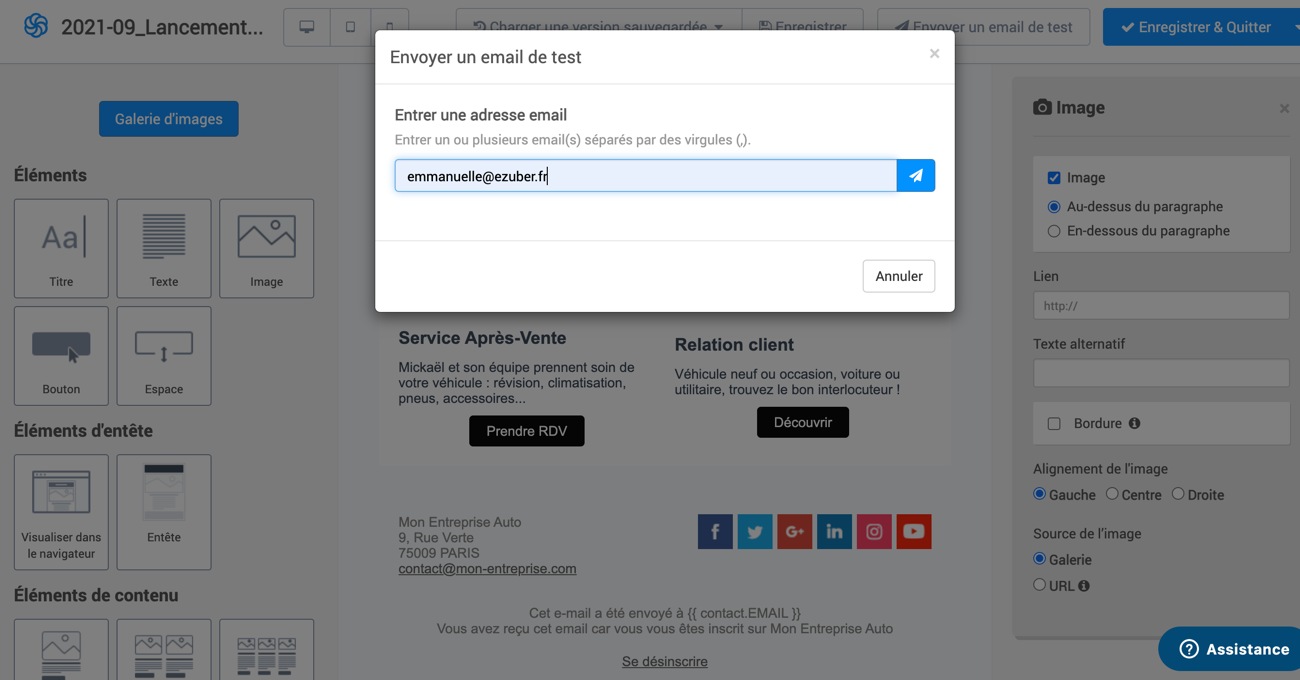 2021-09_Lancement...
Charger une version sauvegardée
Enregistrer
Envoyer un email de test
Enregistrer & Quitter
Envoyer un email de test
×
Entrer une adresse email
Entrer un ou plusieurs email(s) séparés par des virgules (,).
emmanuelle@ezuber.fr
Annuler
Galerie d'images
Éléments
Aa
Titre
Texte
Image
Bouton
Espace
Éléments d'entête
Visualiser dans
le navigateur
Entête
Éléments de contenu
Service Après-Vente
Mickaël et son équipe prennent soin de
votre véhicule : révision, climatisation,
pneus, accessoires...
Prendre RDV
Relation client
Véhicule neuf ou occasion, voiture ou
utilitaire, trouvez le bon interlocuteur !
Découvrir
Mon Entreprise Auto
9, Rue Verte
75009 PARIS
contact@mon-entreprise.com
f
G+
in
Cet e-mail a été envoyé à {{ contact.EMAIL }}
Vous avez reçu cet email car vous vous êtes inscrit sur Mon Entreprise Auto
Se désinscrire
Image
×
Image
Au-dessus du paragraphe
En-dessous du paragraphe
Lien
http://
Texte alternatif
Bordure
Alignement de l'image
Gauche Centre Droite
Source de l'image
Galerie
URL
Assistance